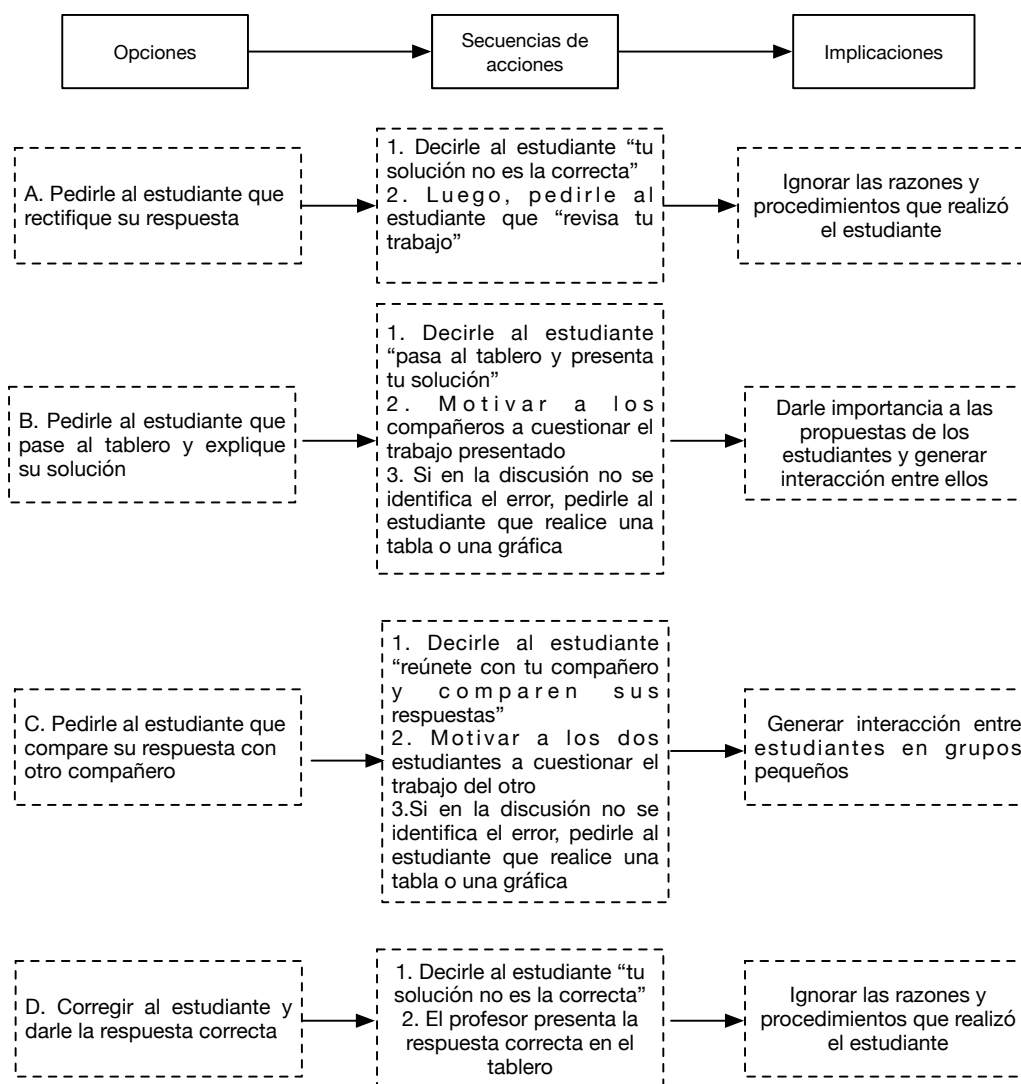 Opciones
Secuencias de
acciones
Implicaciones
A. Pedirle al estudiante que
rectifique su respuesta
1. Decirle al estudiante “tu
solución no es la correcta”
2. Luego, pedirle al
estudiante que “revisa tu
trabajo”
Ignorar las razones y
procedimientos que realizó
el estudiante
B. Pedirle al estudiante que
pase al tablero y explique
su solución
1. Decirle al estudiante
“pasa al tablero y presenta
tu solución”
2. Motivar a los
compañeros a cuestionar el
trabajo presentado
3. Si en la discusión no se
identifica el error, pedirle al
estudiante que realice una
tabla o una gráfica
Darle importancia a las
propuestas de los
estudiantes y generar
interacción entre ellos
C. Pedirle al estudiante que
compare su respuesta con
otro compañero
1. Decirle al estudiante
“reúnete con tu compañero
y comparen sus
respuestas”
2. Motivar a los dos
estudiantes a cuestionar el
trabajo del otro
3.Si en la discusión no se
identifica el error, pedirle al
estudiante que realice una
tabla o una gráfica
Generar interacción entre
estudiantes en grupos
pequeños
D. Corregir al estudiante y
darle la respuesta correcta
1. Decirle al estudiante “tu
solución no es la correcta”
2. El profesor presenta la
respuesta correcta en el
tablero
Ignorar las razones y
procedimientos que realizó
el estudiante